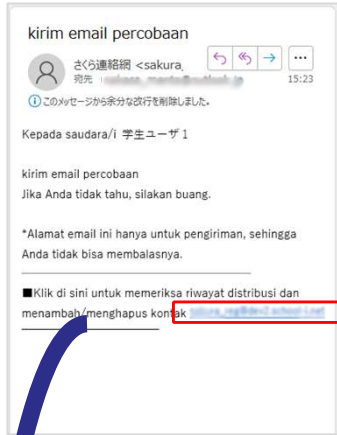 kirim email percobaan
さくら連絡網 <sakura_
宛先
15:23
このメッセージから余分な改行を削除しました。
Kepada saudara/i 学生ユーザ1
kirim email percobaan
Jika Anda tidak tahu, silakan buang.
*Alamat email ini hanya untuk pengiriman, sehingga
Anda tidak bisa membalasnya.
■Klik di sini untuk memeriksa riwayat distribusi dan
menambah/menghapus kontak